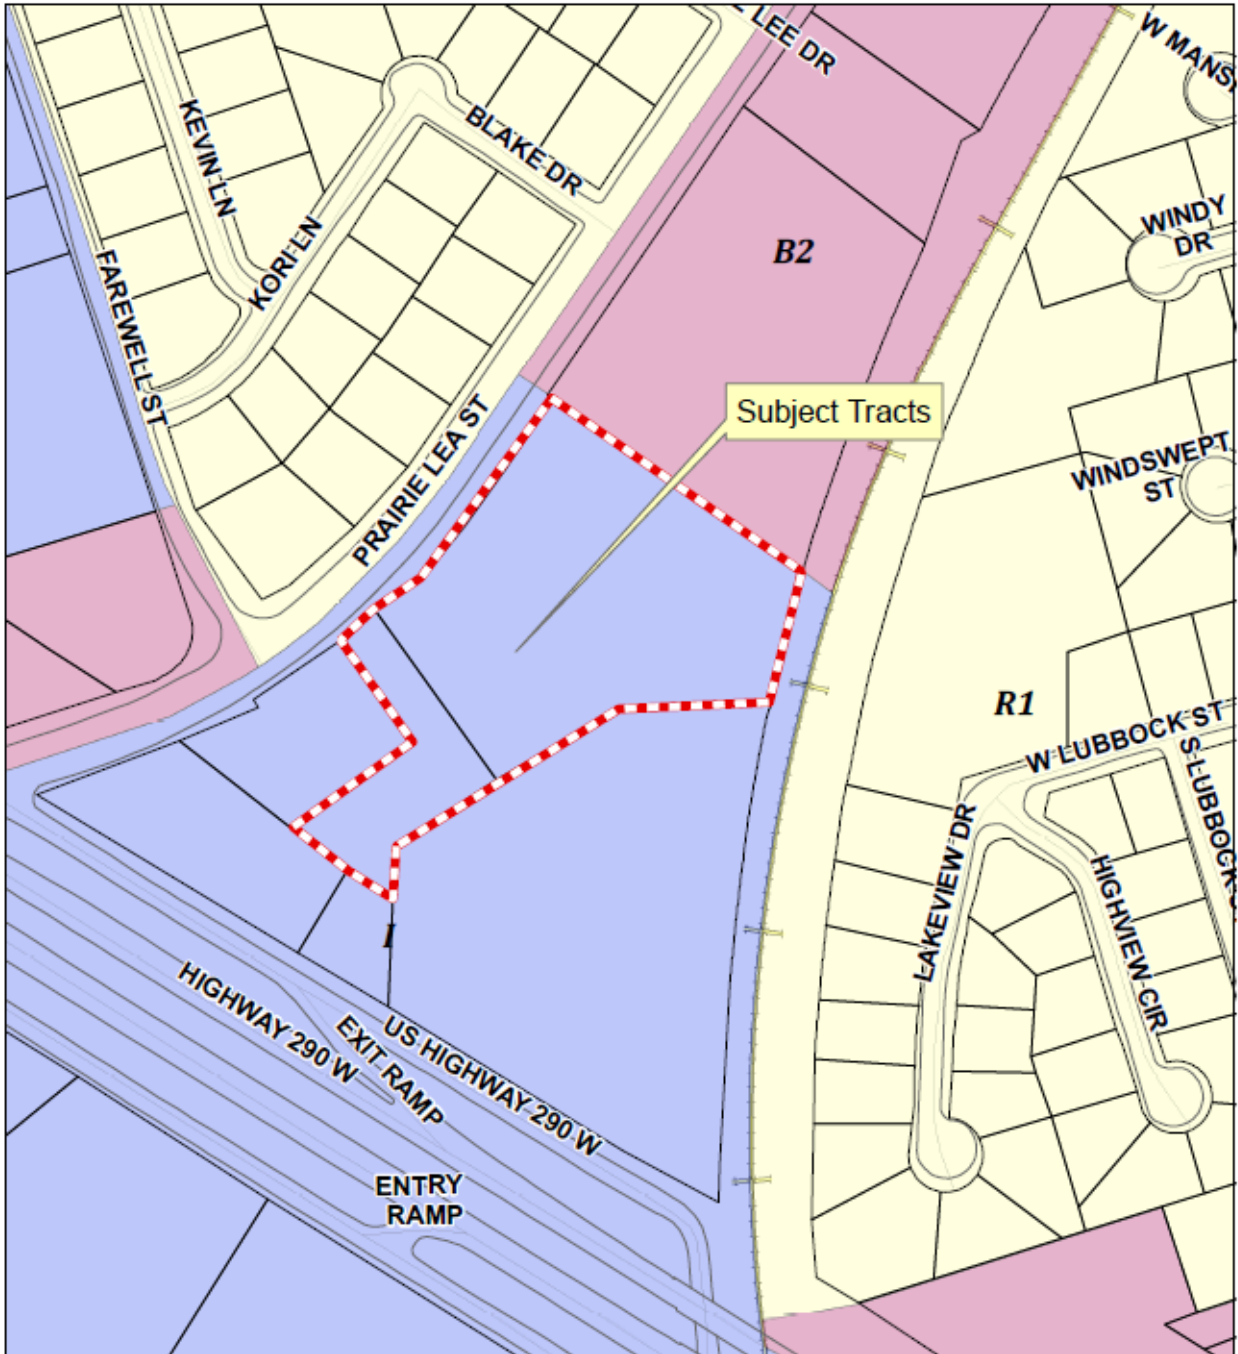 LEE DR
W MANS
KEVIN LN
BLAKE DR
WINDY
DR
KORI LN
B2
FAREWELL ST
Subject Tracts
PRAIRIE LEA ST
WINDSWEPT
ST
R1
W LUBBOCK ST
S LUBBOCK
LAKEVIEW DR
HIGHVIEW CIR
I
HIGHWAY 290 W
EXIT RAMP
US HIGHWAY 290 W
ENTRY
RAMP